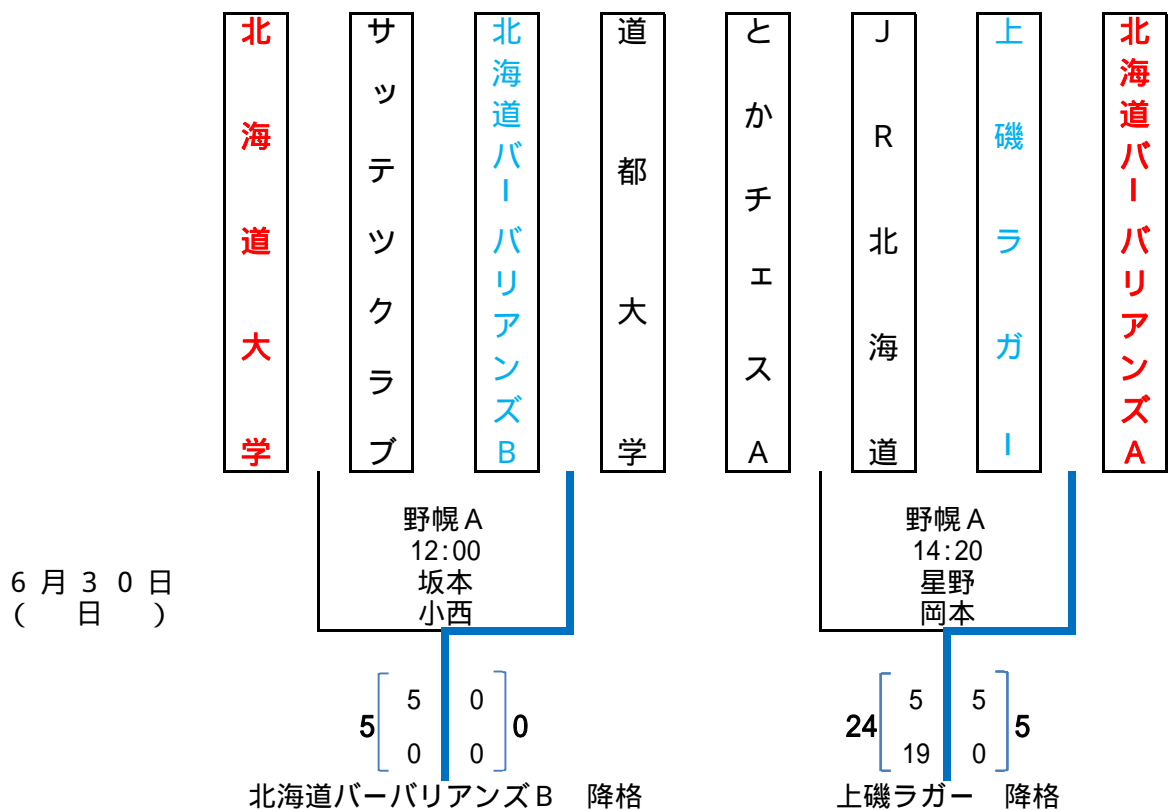 北海道大学
サッテツクラブ
北海道バーバリアンズB
道都大学
とかチェスA
JR北海道
上磯ラガー
北海道バーバリアンズA
野幌A
12:00
坂本
小西
野幌A
14:20
星野
岡本
6月30日
(日)
5 0
5 0
0 0
5 5
24 5
19 0
北海道バーバリアンズB 降格
上磯ラガー 降格